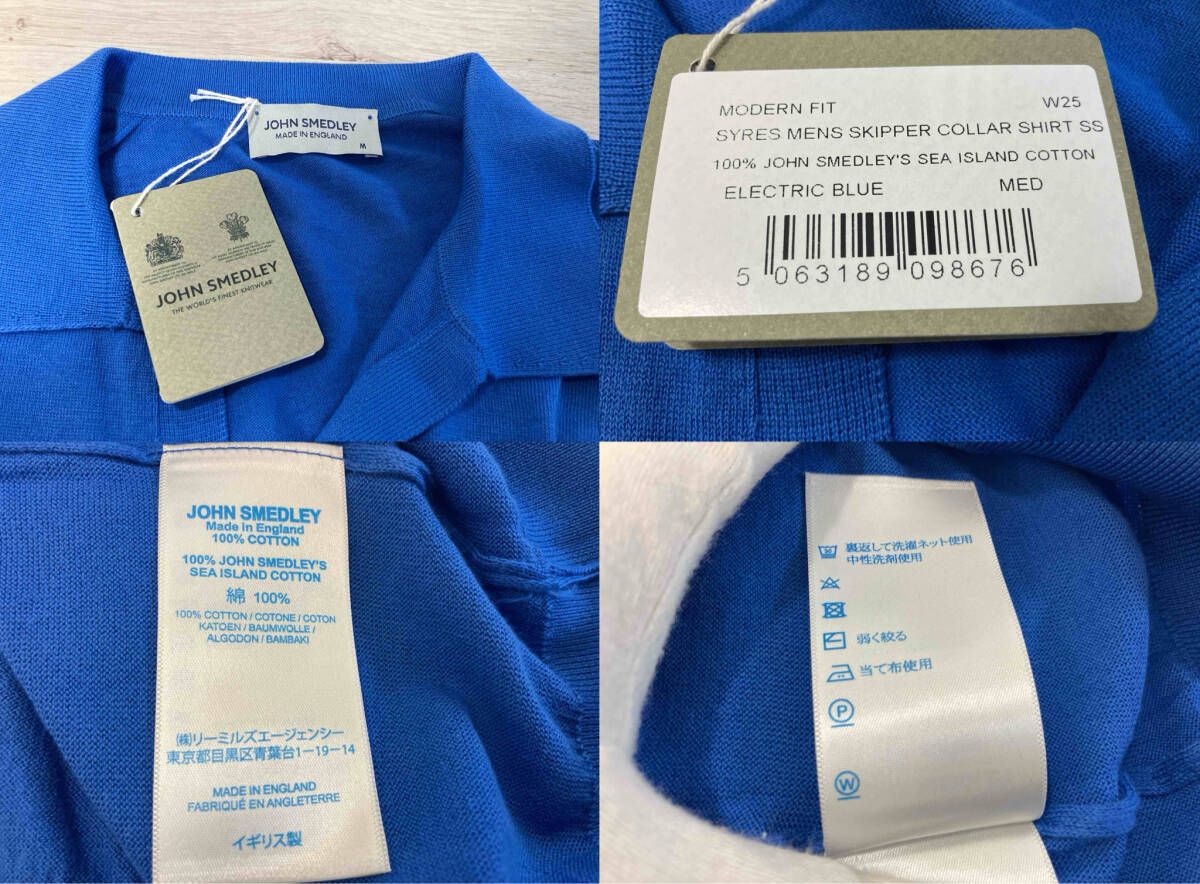 JOHN SMEDLEY
MADE IN ENGLAND
M
JOHN SMEDLEY
THE WORLD'S FINEST KNITWEAR
MODERN FIT W25
SYRES MENS SKIPPER COLLAR SHIRT SS
100% JOHN SMEDLEY'S SEA ISLAND COTTON
ELECTRIC BLUE MED
5 063189 098676
JOHN SMEDLEY
Made in England
100% COTTON
100% JOHN SMEDLEY'S
SEA ISLAND COTTON
綿 100%
100% COTTON / COTONE / COTON
KATOEN / BAUMWOLLE /
ALGODON / BAMBAKI
(株)リーミルズエージェンシー
東京都目黒区青葉台1-19-14
MADE IN ENGLAND
FABRIQUÉ EN ANGLETERRE
イギリス製
裏返して洗濯ネット使用
中性洗剤使用
弱く絞る
当て布使用
P
W